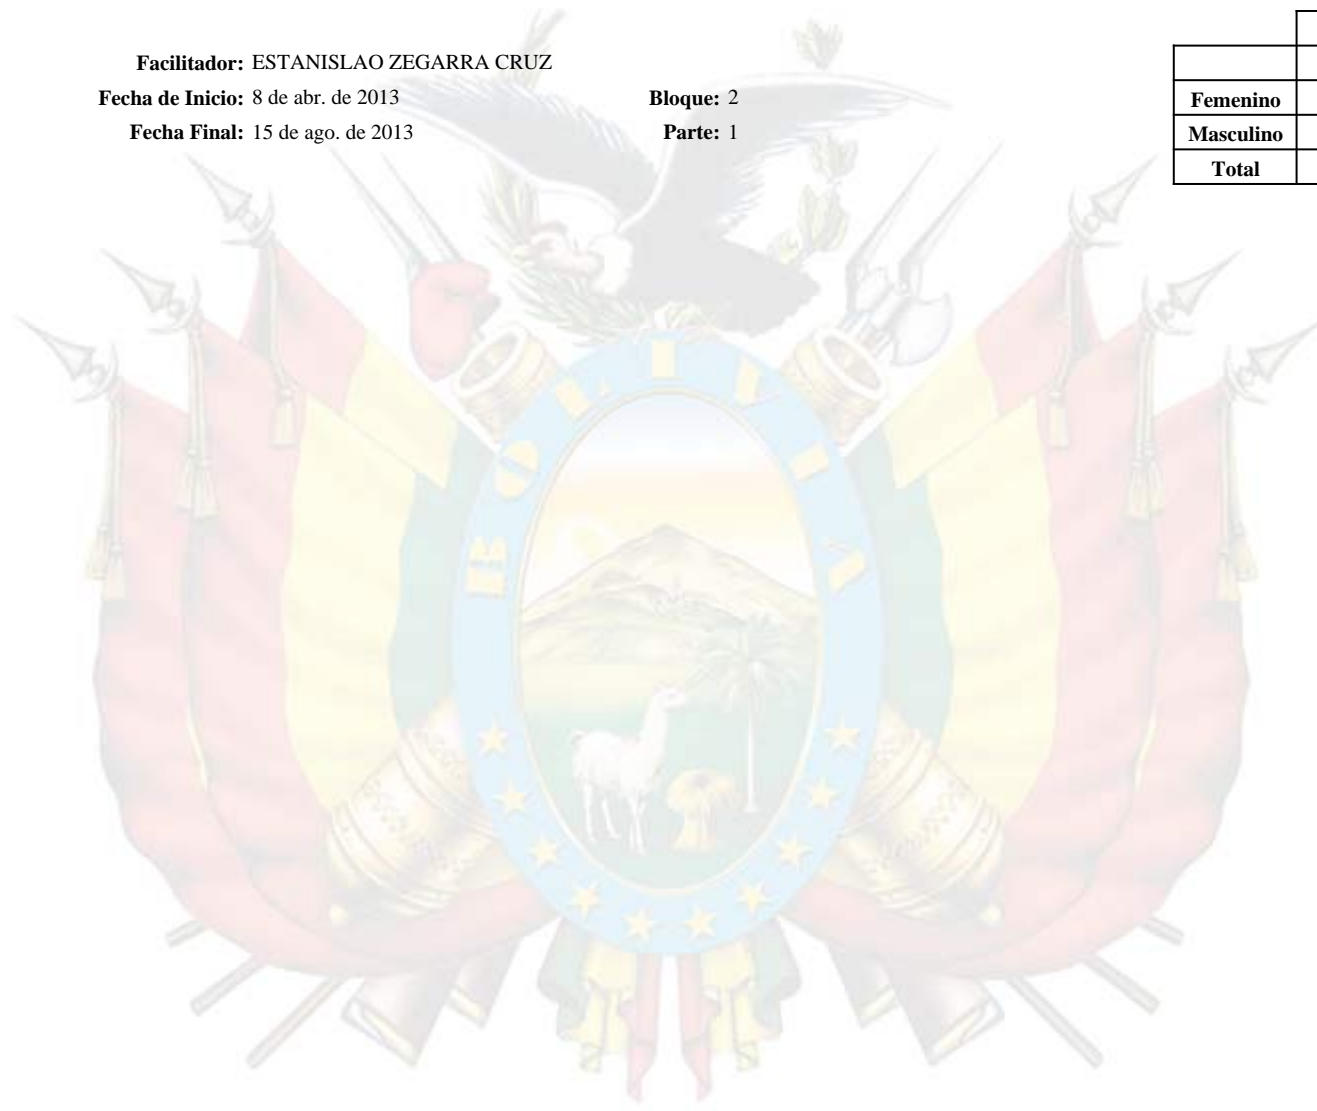 Facilitador: ESTANISLAO ZEGARRA CRUZ
Fecha de Inicio: 8 de abr. de 2013 Bloque: 2
Fecha Final: 15 de ago. de 2013 Parte: 1
Femenino
Masculino
Total
BOLIVIA